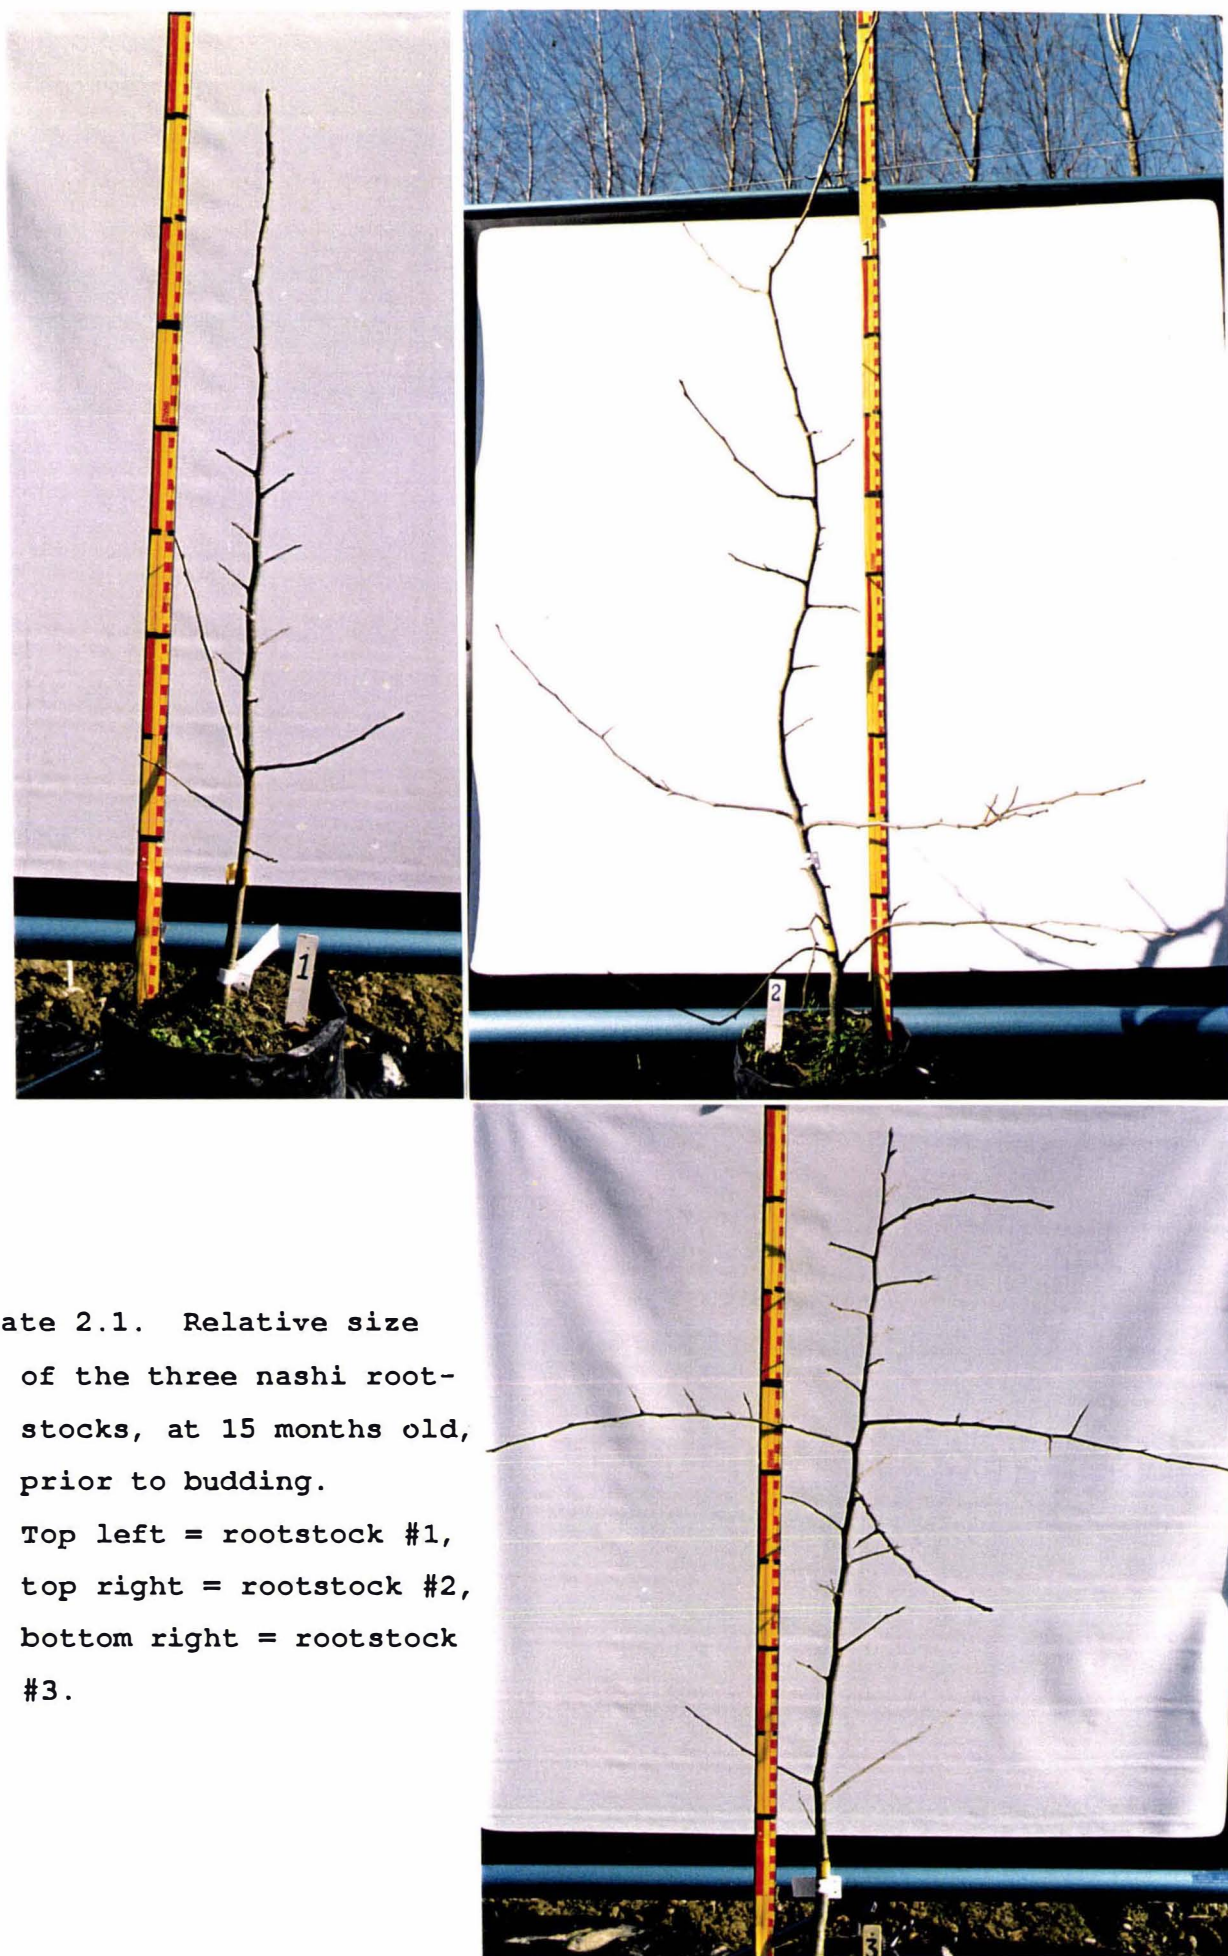 1
1
2
ate 2.1. Relative size
of the three nashi root-
stocks, at 15 months old,
prior to budding.
Top left = rootstock #1,
top right = rootstock #2,
bottom right = rootstock
#3.
3